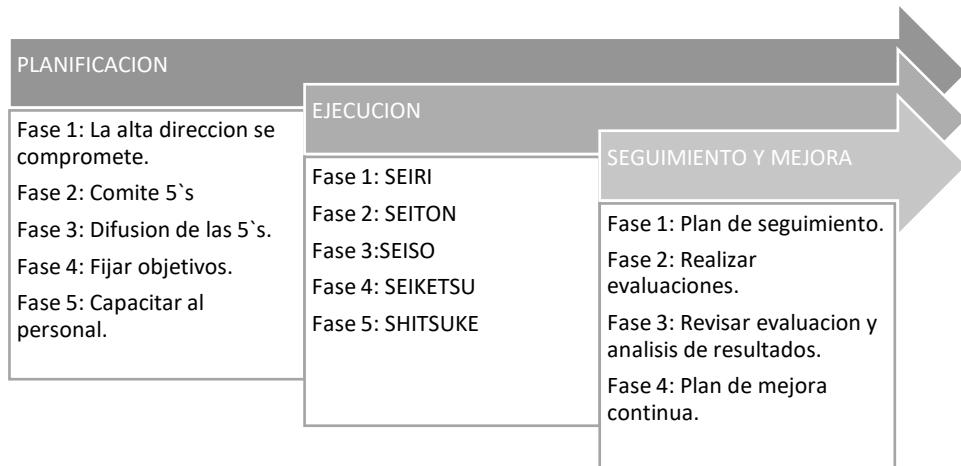 PLANIFICACION
Fase 1: La alta direccion se
compromete.
Fase 2: Comite 5`s
Fase 3: Difusion de las 5`s.
Fase 4: Fijar objetivos.
Fase 5: Capacitar al
personal.
EJECUCION
Fase 1: SEIRI
Fase 2: SEITON
Fase 3:SEISO
Fase 4: SEIKETSU
Fase 5: SHITSUKE
SEGUIMIENTO Y MEJORA
Fase 1: Plan de seguimiento.
Fase 2: Realizar
evaluaciones.
Fase 3: Revisar evaluacion y
analisis de resultados.
Fase 4: Plan de mejora
continua.